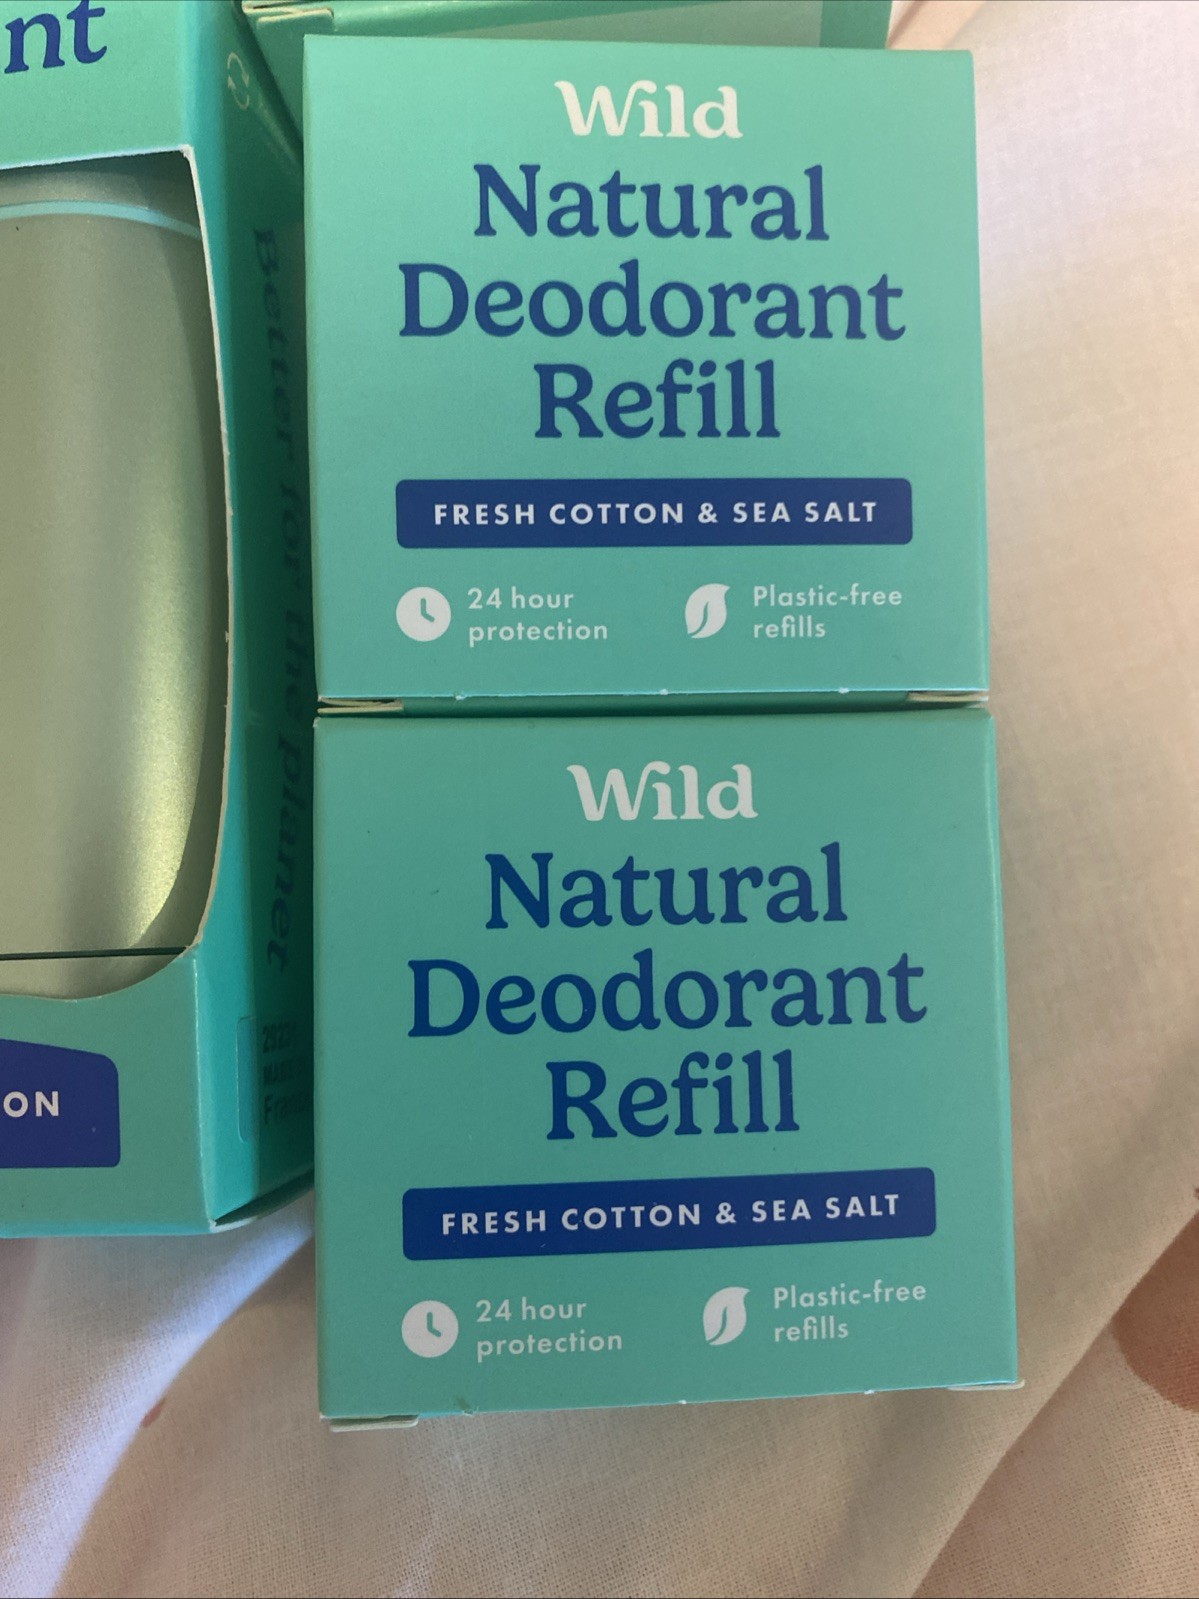 nt
Better for the planet
ON
Wild
Natural
Deodorant
Refill
FRESH COTTON & SEA SALT
24 hour
protection
Plastic-free
refills
Wild
Natural
Deodorant
Refill
FRESH COTTON & SEA SALT
24 hour
protection
Plastic-free
refills